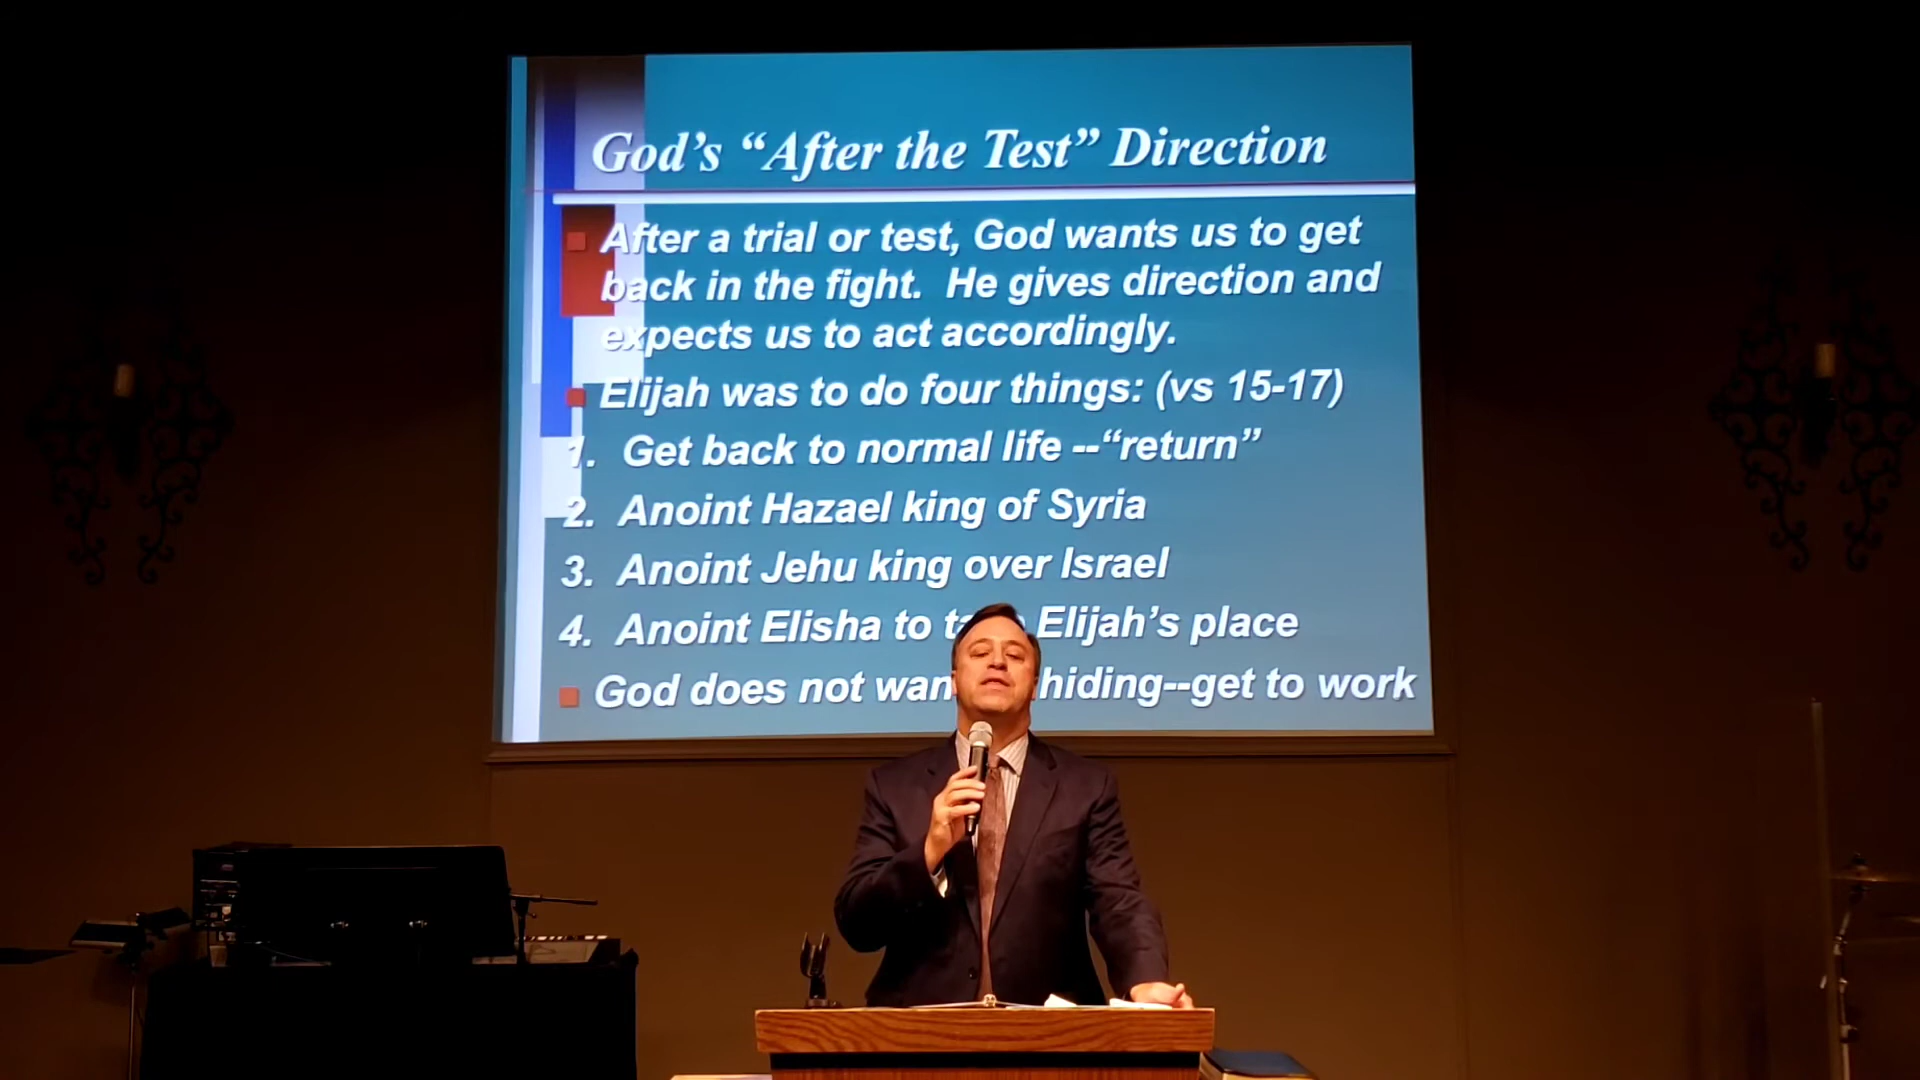 God's “After the Test” Direction
After a trial or test, God wants us to get
back in the fight. He gives direction and
expects us to act accordingly.
Elijah was to do four things: (vs 15-17)
1. Get back to normal life --“return”
2. Anoint Hazael king of Syria
3. Anoint Jehu king over Israel
4. Anoint Elisha to Elijah's place
God does not hiding--get to work